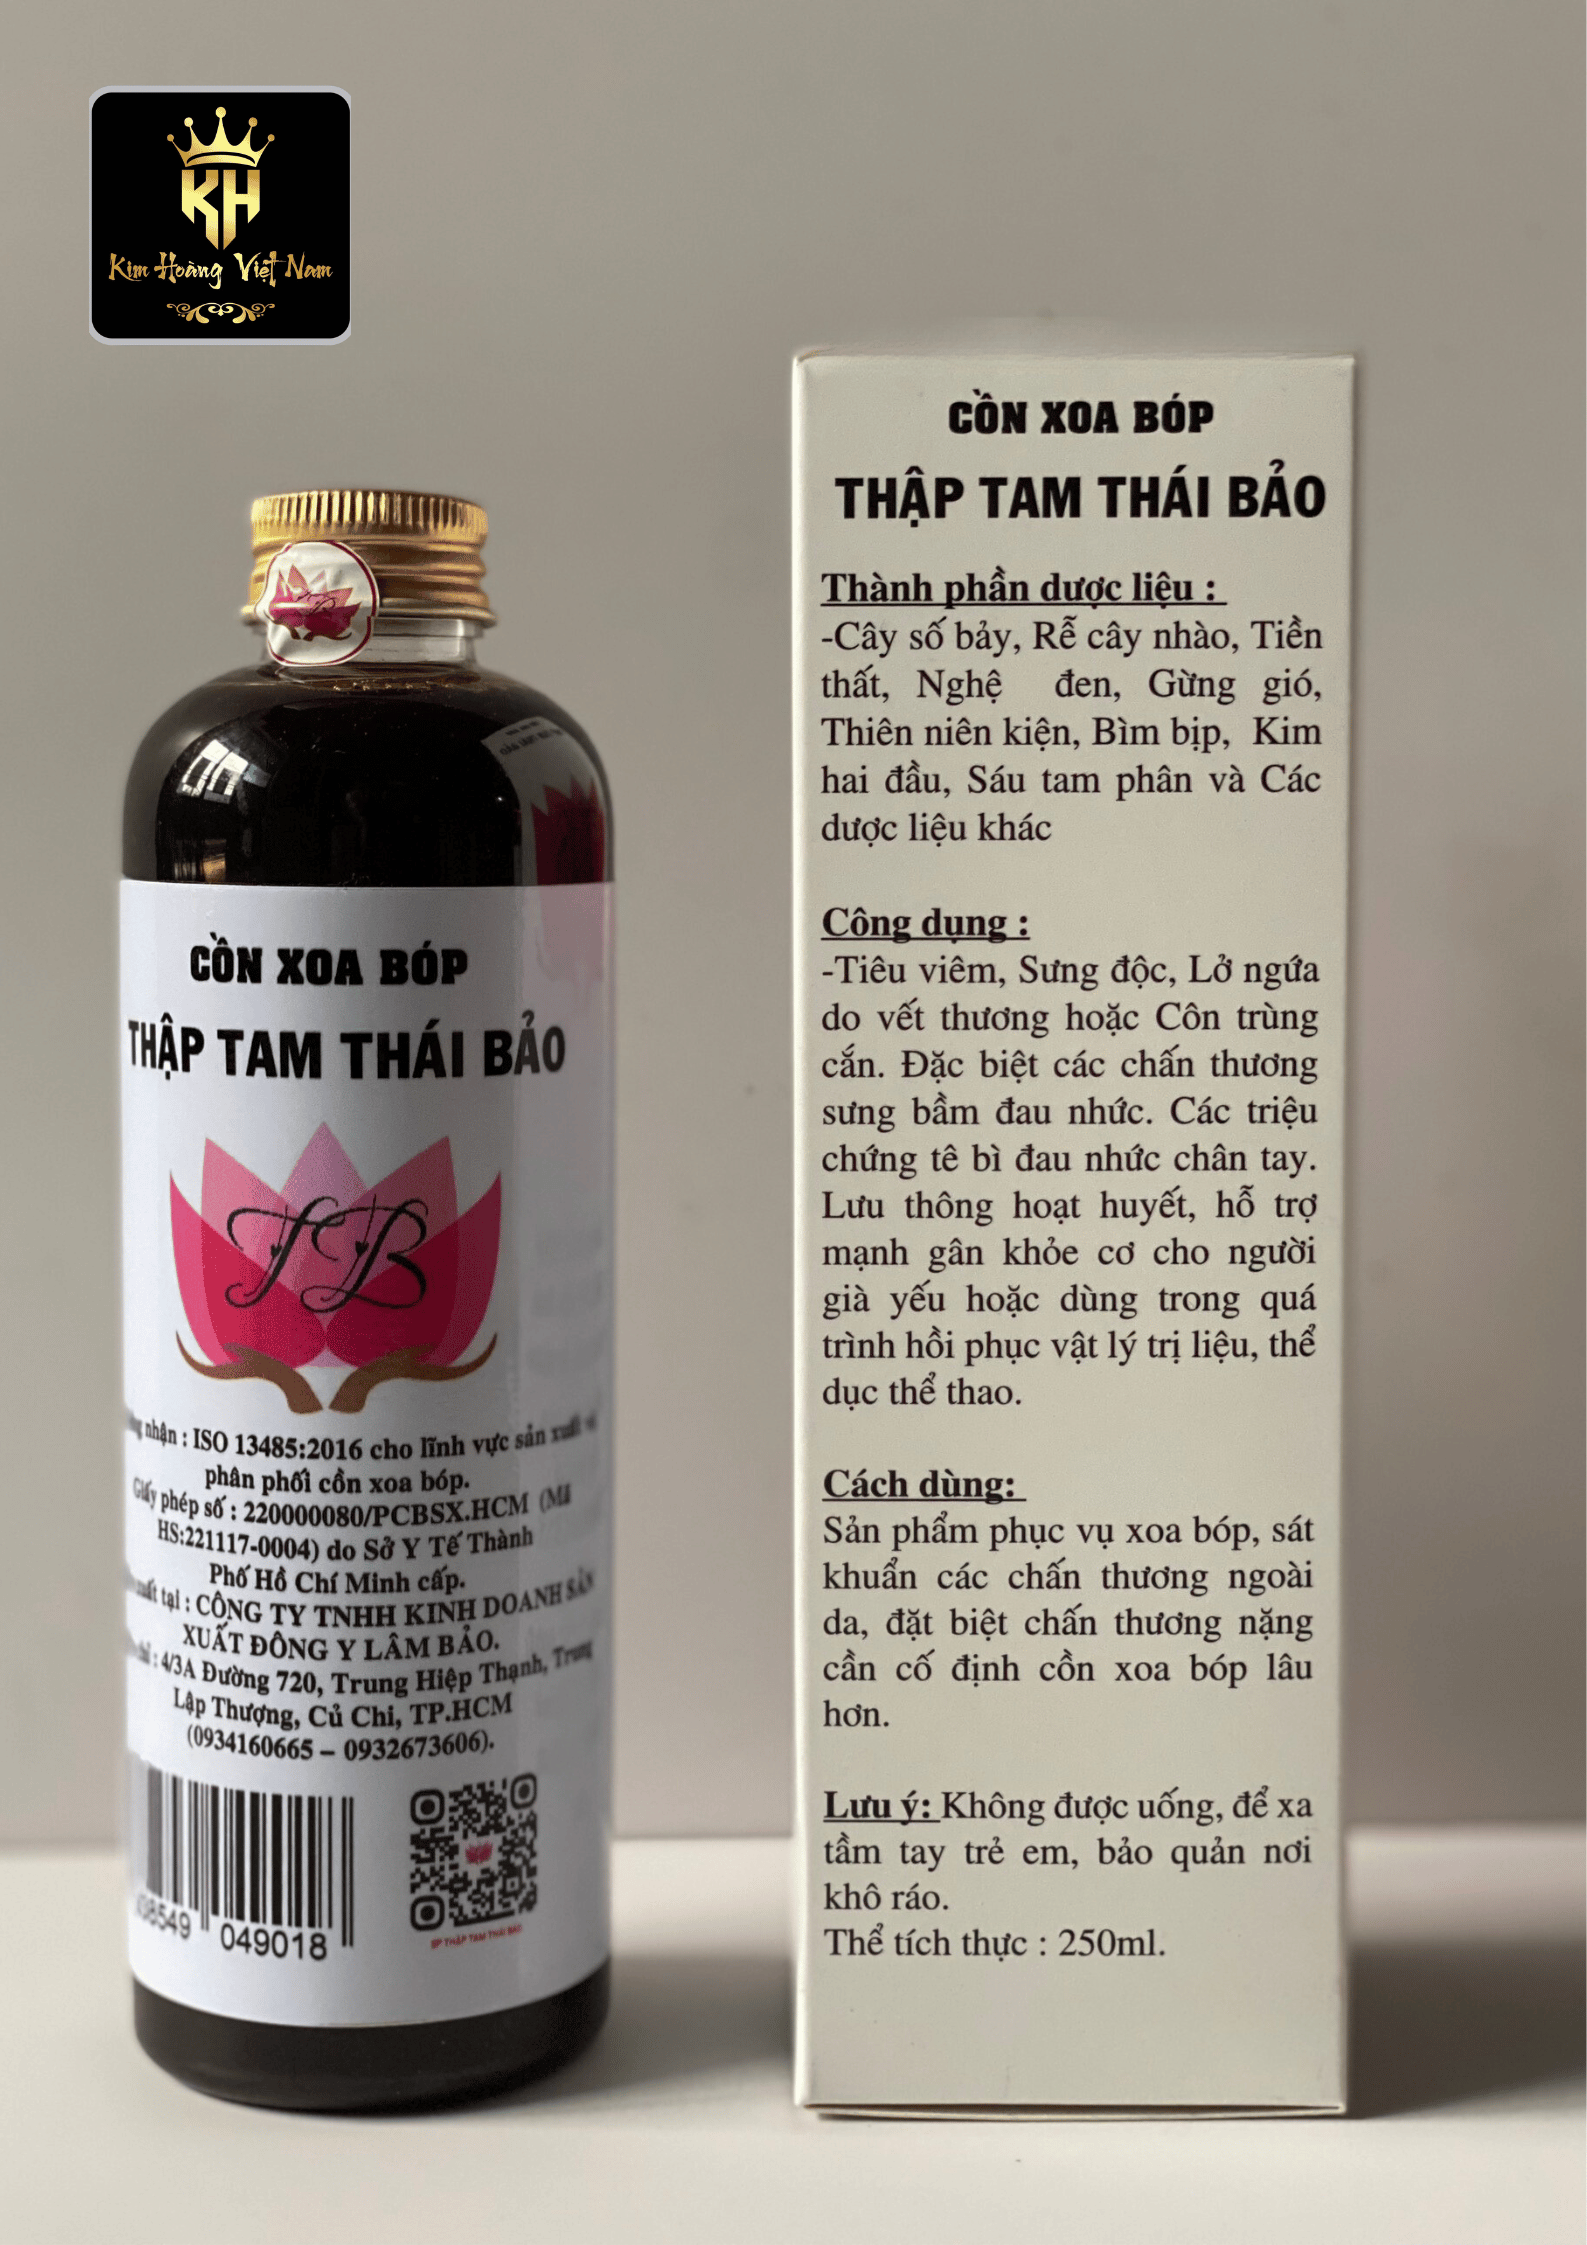 KH
Kim Hoàng Việt Nam
CỒN XOA BÓP
THẬP TAM THÁI BẢO
TB
nhận : ISO 13485:2016 cho lĩnh vực sản xuất
phân phối cồn xoa bóp.
Giấy phép số : 220000080/PCBSX.HCM (Mã
HS:221117-0004) do Sở Y Tế Thành
Phố Hồ Chí Minh cấp.
tại : CÔNG TY TNHH KINH DOANH SẢN
XUẤT ĐÔNG Y LÂM BẢO.
: 4/3A Đường 720, Trung Hiệp Thạnh, Trung
Lập Thượng, Củ Chi, TP.HCM
(0934160665 – 0932673606).
049018
SP THẬP TAM THÁI BẢO
CỒN XOA BÓP
THẬP TAM THÁI BẢO
Thành phần dược liệu :
-Cây số bảy, Rễ cây nhào, Tiền
thất, Nghệ đen, Gừng gió,
Thiên niên kiện, Bìm bịp, Kim
hai đầu, Sáu tam phân và Các
dược liệu khác
Công dụng :
-Tiêu viêm, Sưng độc, Lở ngứa
do vết thương hoặc Côn trùng
cắn. Đặc biệt các chấn thương
sưng bầm đau nhức. Các triệu
chứng tê bì đau nhức chân tay.
Lưu thông hoạt huyết, hỗ trợ
mạnh gân khỏe cơ cho người
già yếu hoặc dùng trong quá
trình hồi phục vật lý trị liệu, thể
dục thể thao.
Cách dùng:
Sản phẩm phục vụ xoa bóp, sát
khuẩn các chấn thương ngoài
da, đặt biệt chấn thương nặng
cần cố định cồn xoa bóp lâu
hơn.
Lưu ý: Không được uống, để xa
tầm tay trẻ em, bảo quản nơi
khô ráo.
Thể tích thực : 250ml.